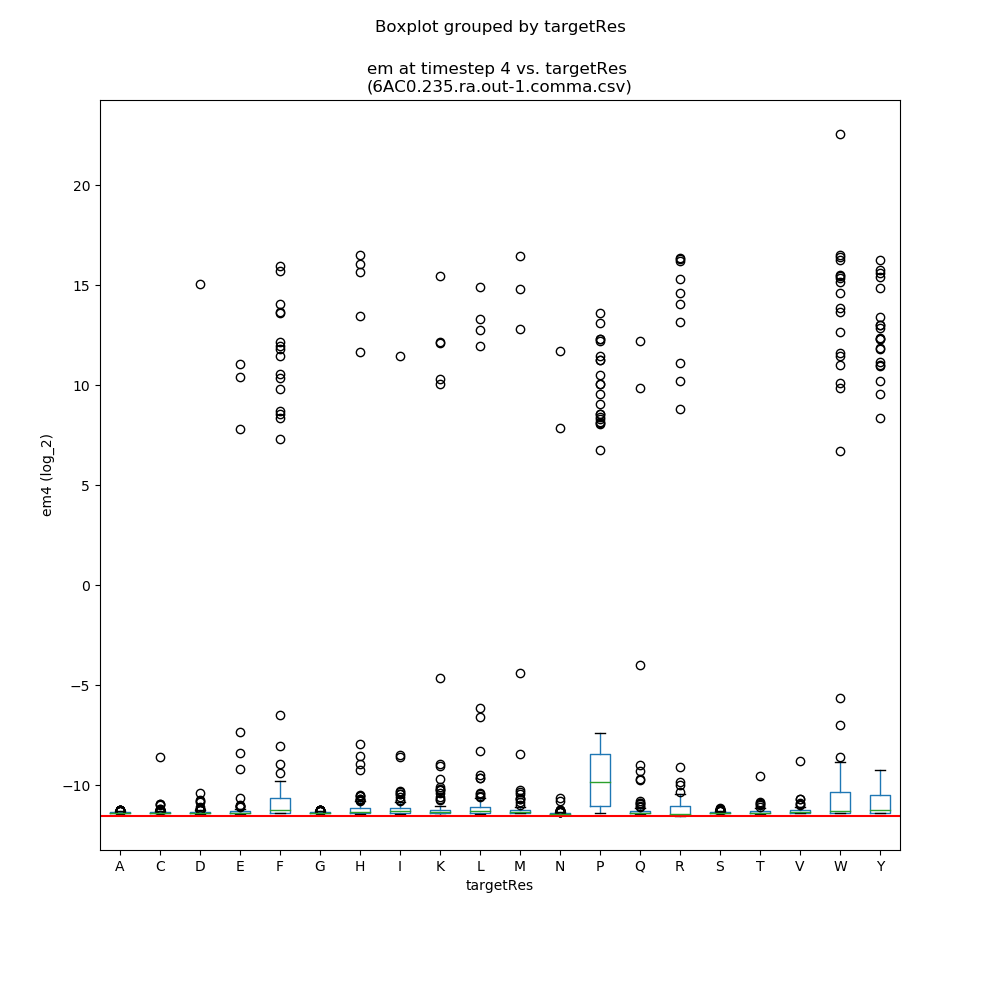 Boxplot grouped by targetRes
em at timestep 4 vs. targetRes
(6AC0.235.ra.out-1.comma.csv)
20
15
10
5
0
−5
−10
em4 (log_2)
A C D E F G H I K L M N P Q R S T V W Y
targetRes